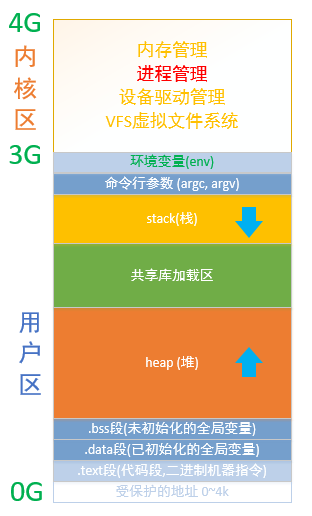 4G
内核区
内存管理
进程管理
设备驱动管理
VFS虚拟文件系统
3G
环境变量(env)
命令行参数 (argc, argv)
stack(栈)
共享库加载区
用户区
heap (堆)
.bss段(未初始化的全局变量)
.data段(已初始化的全局变量)
.text段(代码段,二进制机器指令)
0G
受保护的地址 0~4k